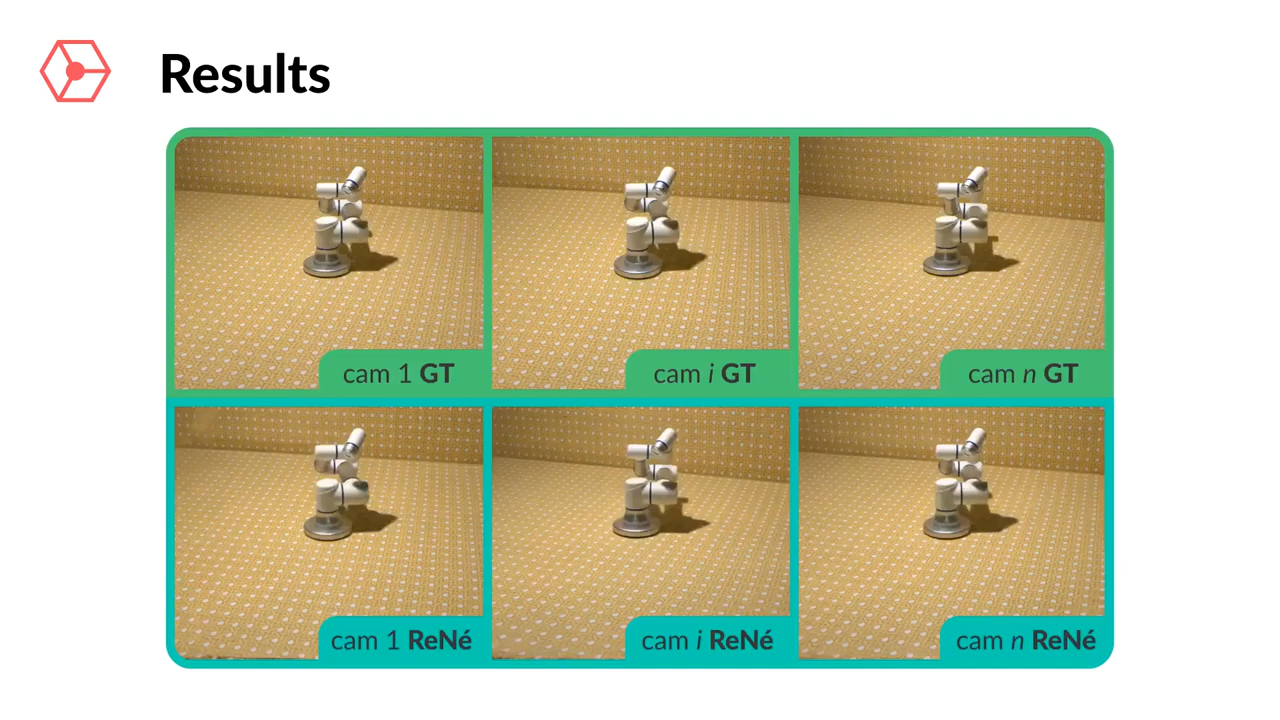 Results
cam 1 GT
cam i GT
cam n GT
cam 1 ReNé
cam i ReNé
cam n ReNé